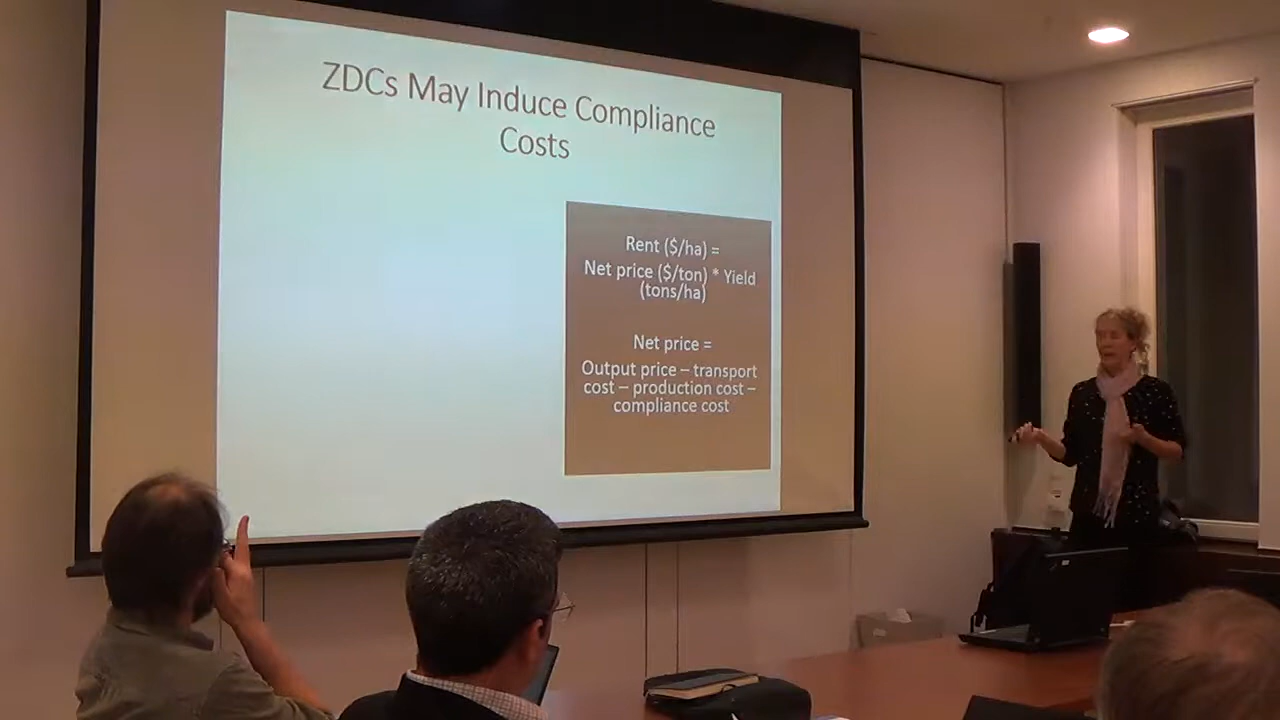 ZDCs May Induce Compliance
Costs
Rent ($/ha) =
Net price ($/ton) * Yield
(tons/ha)
Net price =
Output price – transport
cost – production cost –
compliance cost